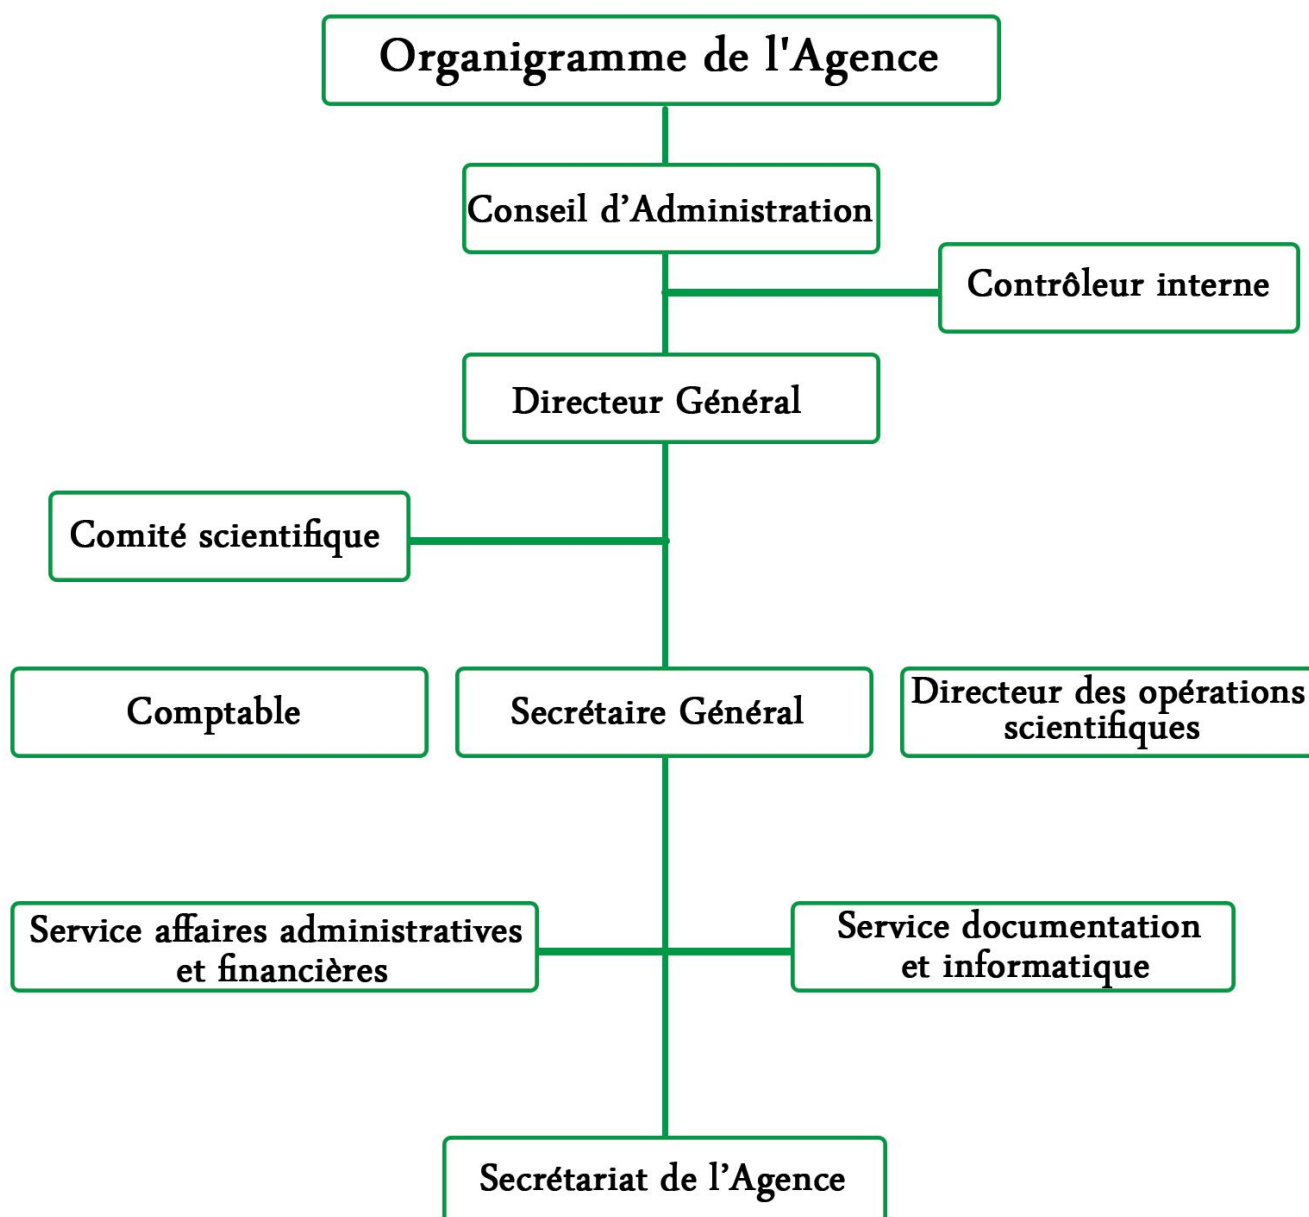 Organigramme de l'Agence
Conseil d’Administration
Contrôleur interne
Directeur Général
Comité scientifique
Comptable
Secrétaire Général
Directeur des opérations
scientifiques
Service affaires administratives
et financières
Service documentation
et informatique
Secrétariat de l’Agence